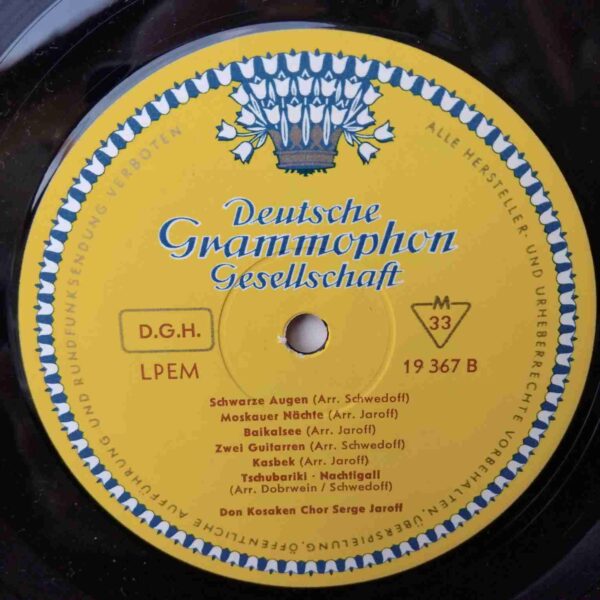 ALLE HERSTELLER- UND URHEBERRECHTE VORBEHALTEN. ÜBERSPIELUNG, ÖFFENTLICHE AUFFÜHRUNG UND RUNDFUNKSENDUNG VERBOTEN
Deutsche
Grammophon
Gesellschaft
D.G.H.
M
33
LPEM
19 367 B
Schwarze Augen (Arr. Schwedoff)
Moskauer Nächte (Arr. Jaroff)
Baikalsee (Arr. Jaroff)
Zwei Guitarren (Arr. Schwedoff)
Kasbek (Arr. Jaroff)
Tschubariki · Nachtigall
(Arr. Dobrwein / Schwedoff)
Don Kosaken Chor Serge Jaroff